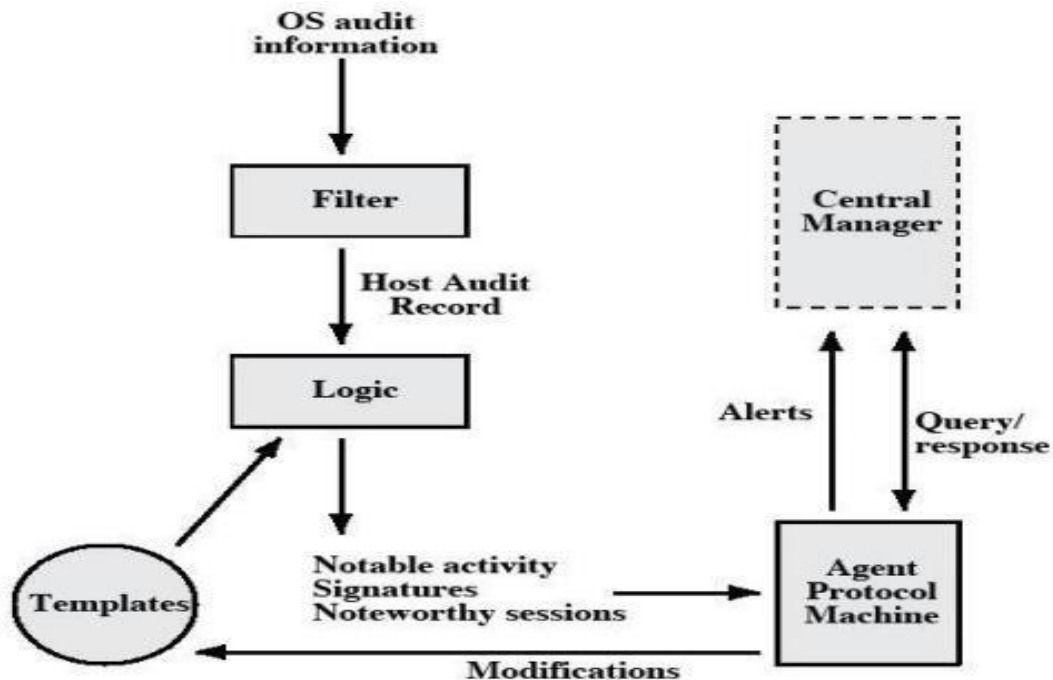 OS audit
information
Filter
Host Audit
Record
Logic
Templates
Notable activity
Signatures
Noteworthy sessions
Modifications
Central
Manager
Alerts
Query/
response
Agent
Protocol
Machine